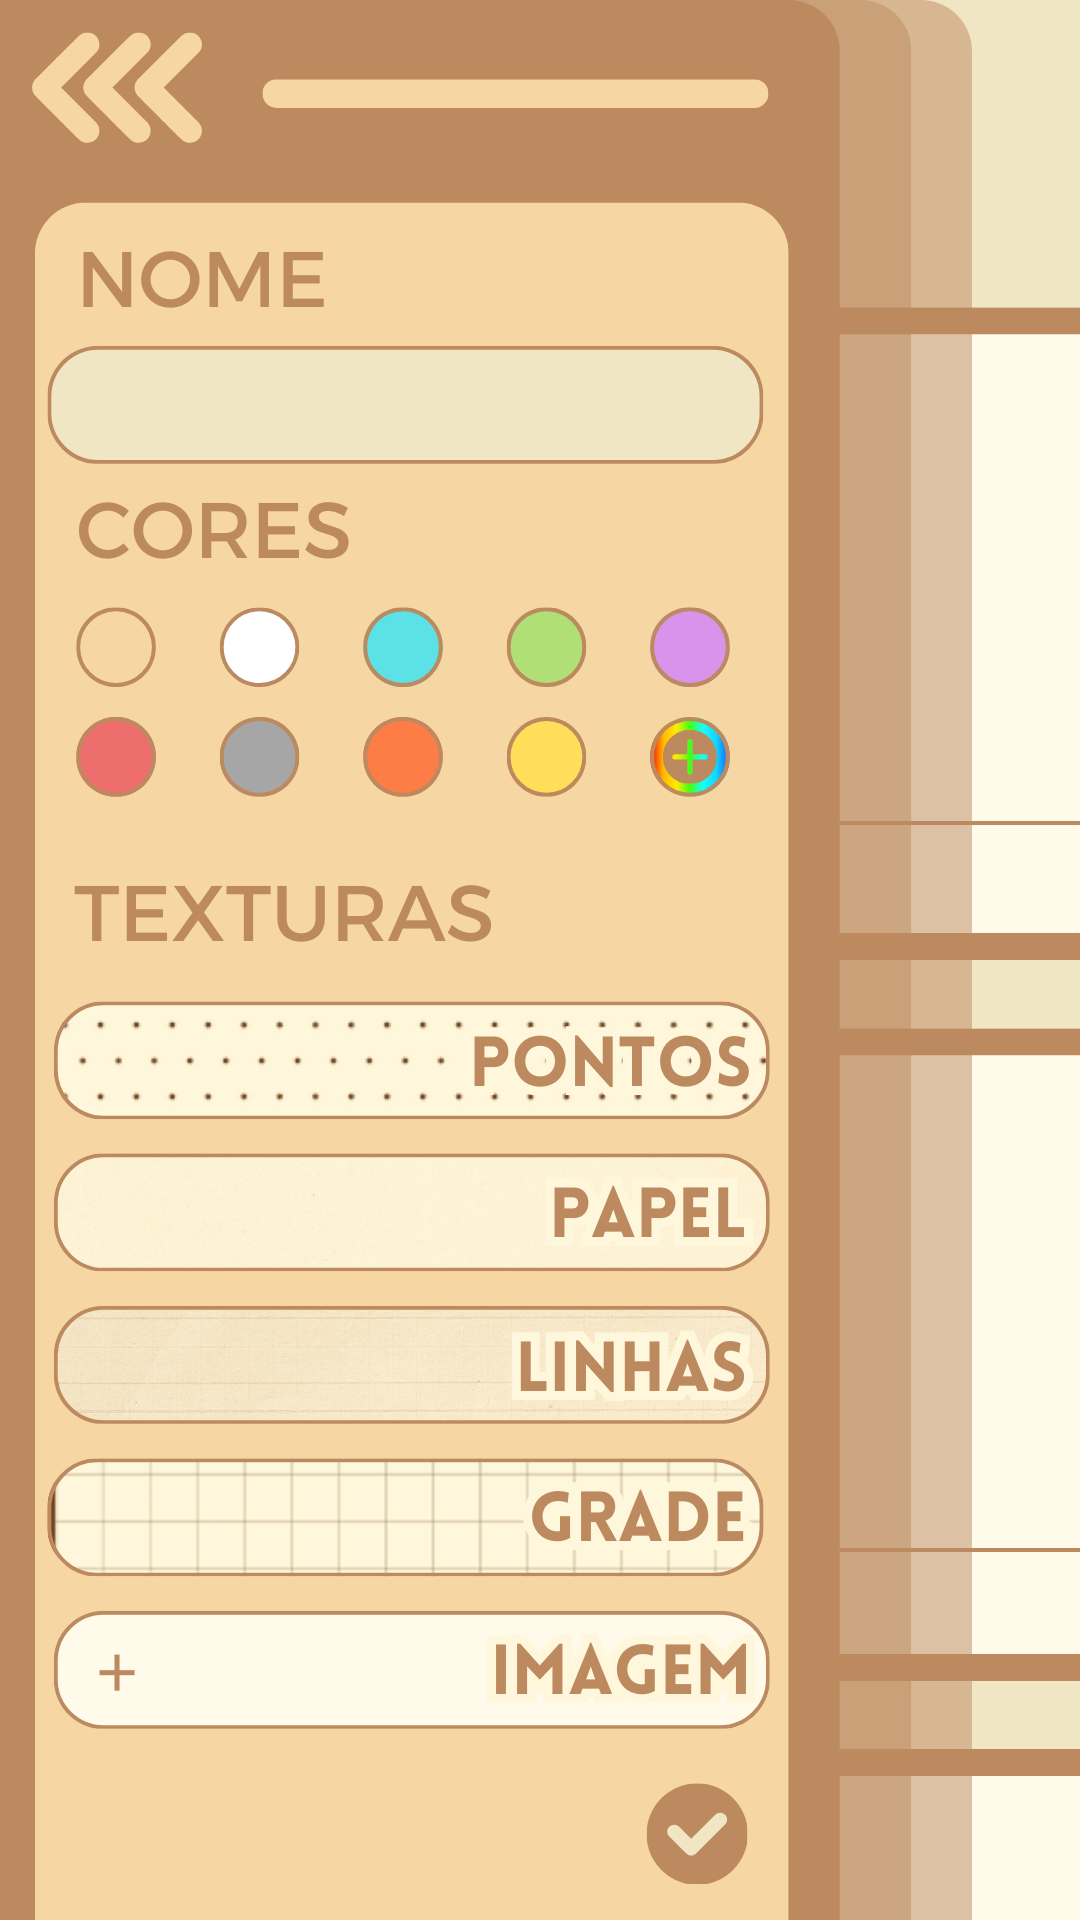 NOME
CORES
TEXTURAS
PONTOS
PAPEL
LINHAS
GRADE
+ IMAGEM